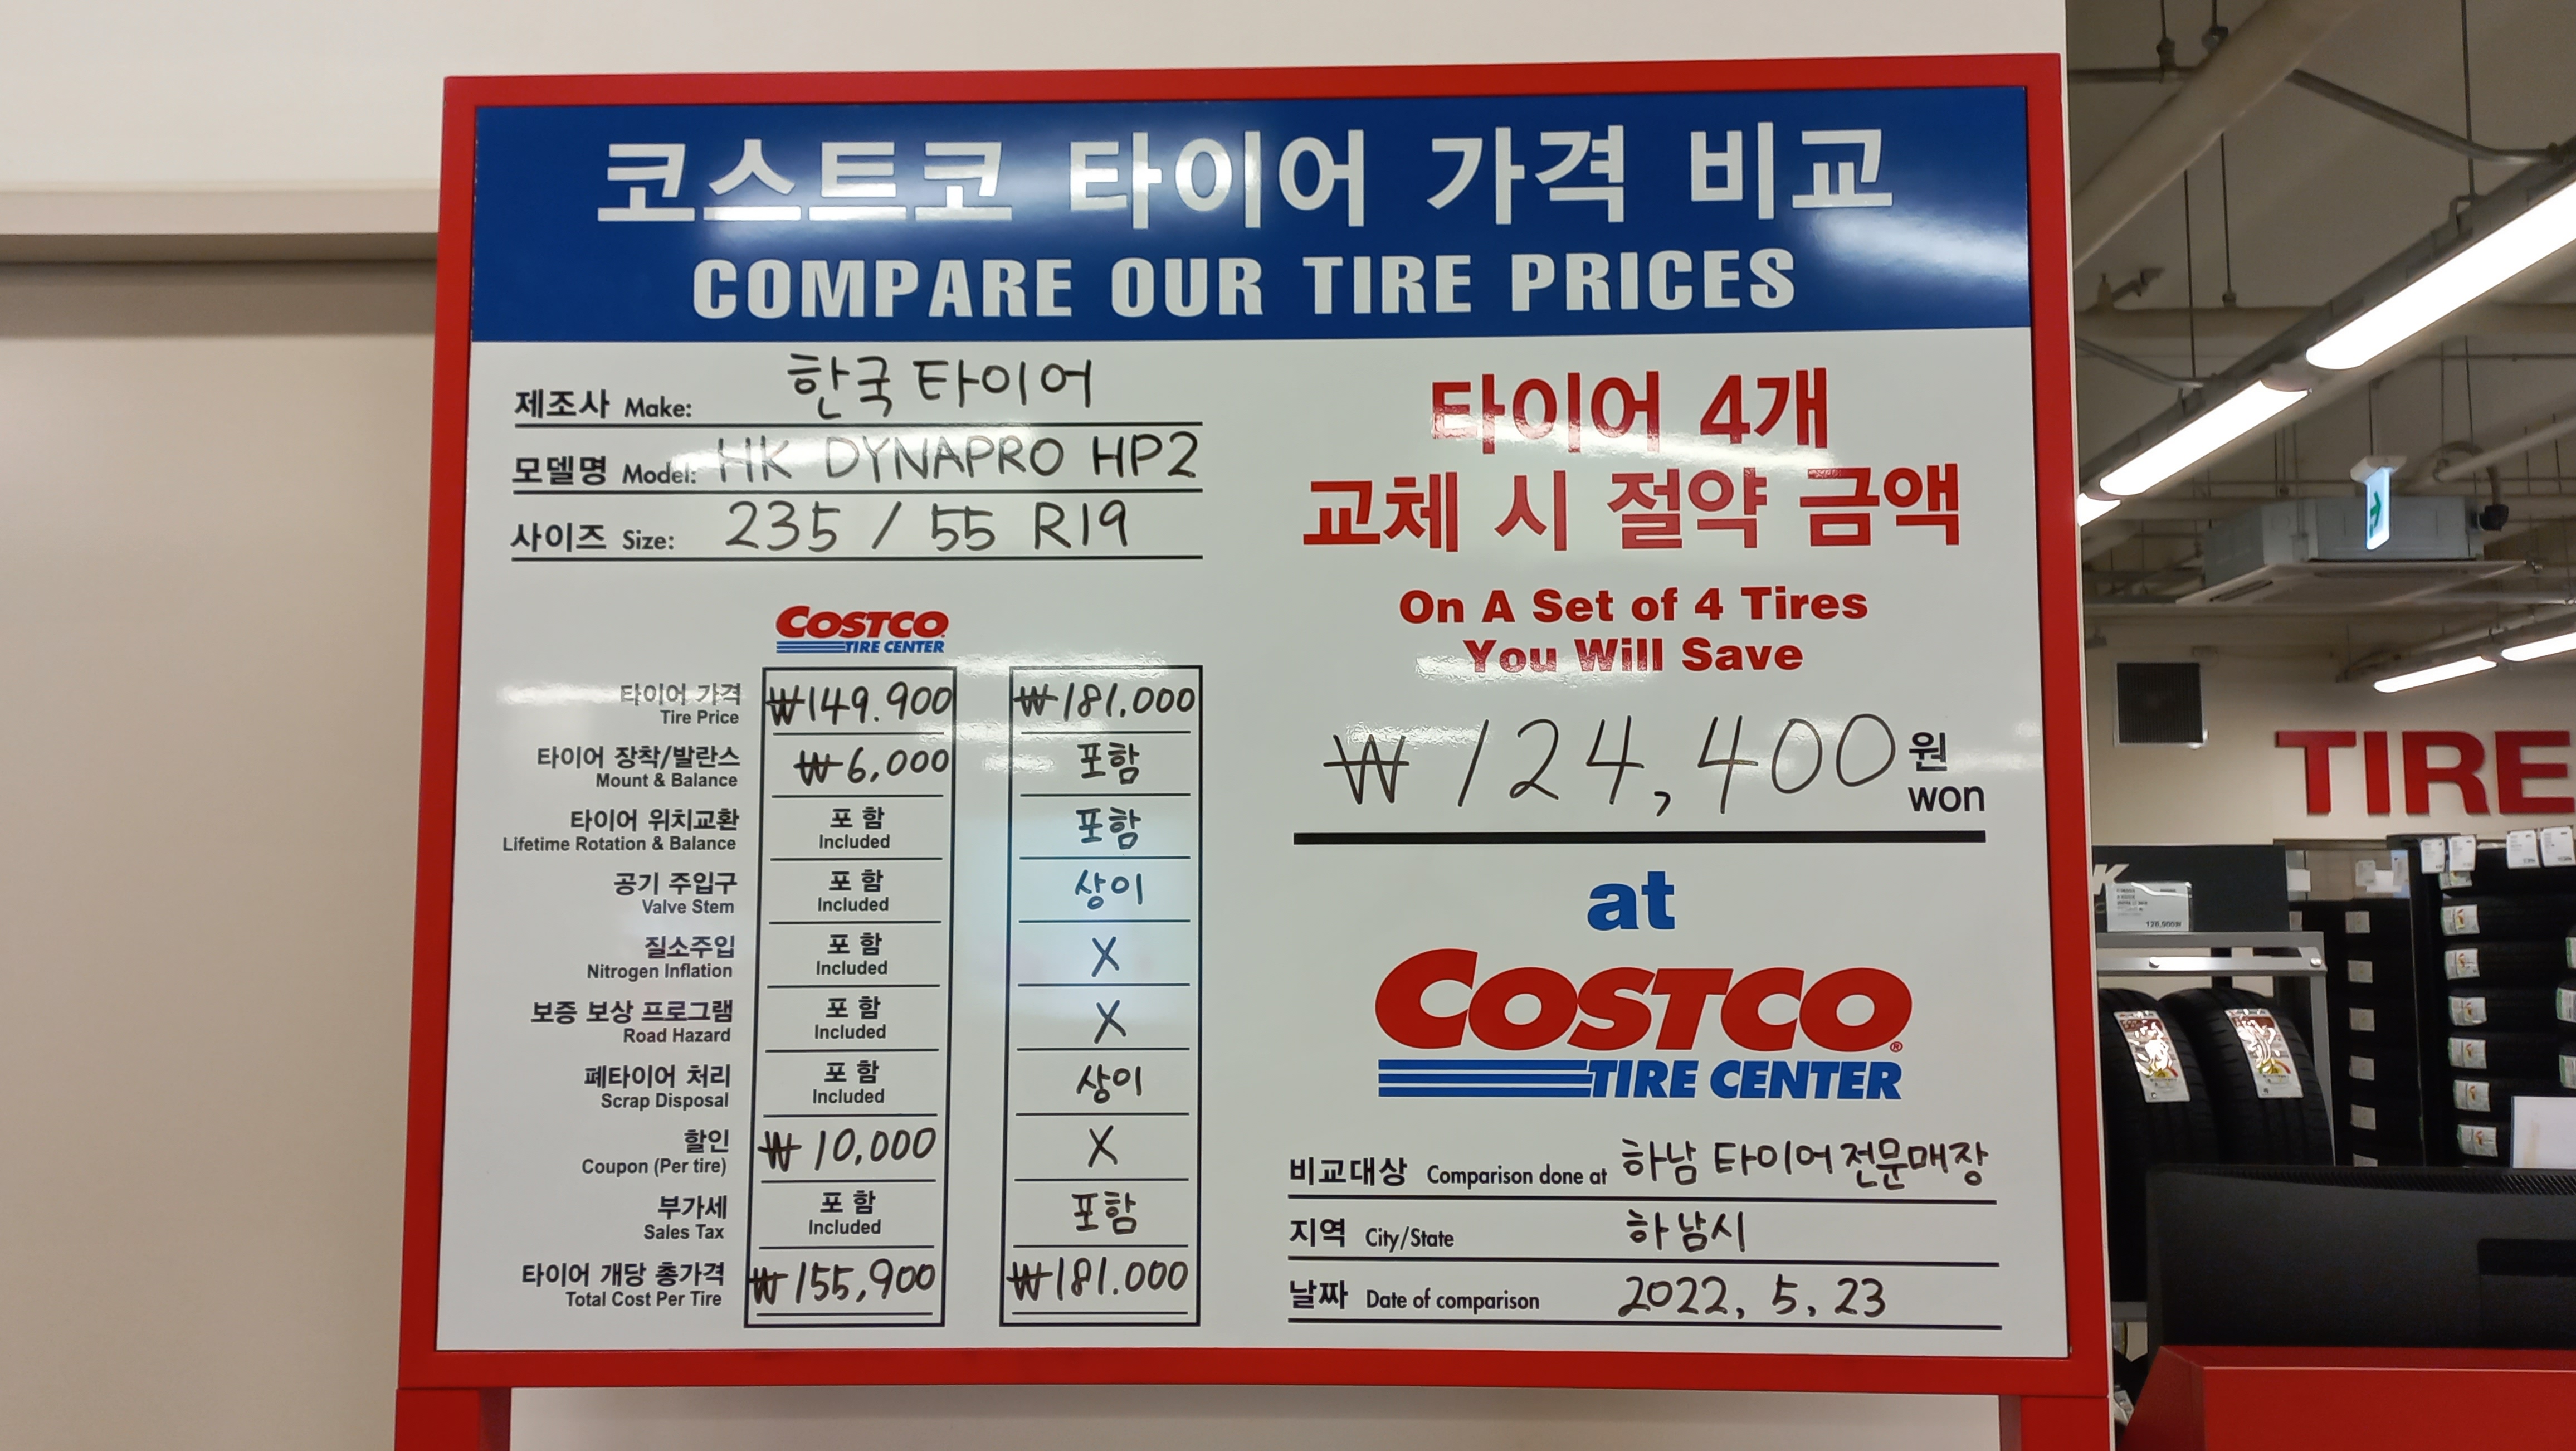 코스트코 타이어 가격 비교
COMPARE OUR TIRE PRICES
제조사 Make: 한국타이어
모델명 Model: HK DYNAPRO HP2
사이즈 Size: 235 / 55 R19
COSTCO
TIRE CENTER
타이어 가격 ₩149.900 ₩181.000
Tire Price
타이어 장착/발란스 ₩6,000 포함
Mount & Balance
타이어 위치교환 포 함 포함
Lifetime Rotation & Balance Included
공기 주입구 포 함 상이
Valve Stem Included
질소주입 포 함 X
Nitrogen Inflation Included
보증 보상 프로그램 포 함 X
Road Hazard Included
폐타이어 처리 포 함 상이
Scrap Disposal Included
할인 ₩10,000 X
Coupon (Per tire)
부가세 포 함 포함
Sales Tax Included
타이어 개당 총가격 ₩155,900 ₩181.000
Total Cost Per Tire
타이어 4개
교체 시 절약 금액
On A Set of 4 Tires
You Will Save
₩124,400 원
won
at
COSTCO®
TIRE CENTER
비교대상 Comparison done at 하남 타이어전문매장
지역 City/State 하남시
날짜 Date of comparison 2022, 5, 23
TIRE